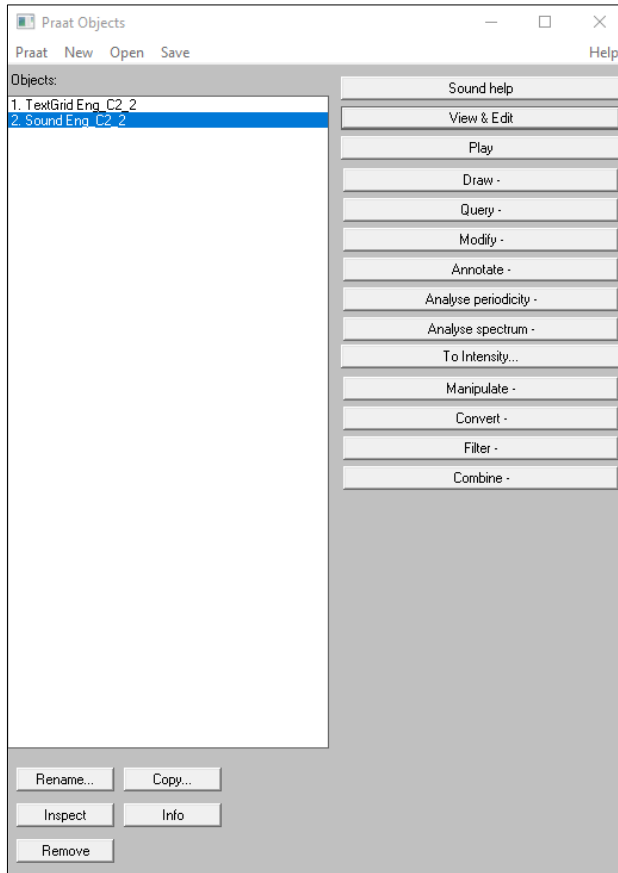 Praat Objects
Praat New Open Save Help
Objects:
1. TextGrid Eng_C2_2
2. Sound Eng_C2_2
Sound help
View & Edit
Play
Draw -
Query -
Modify -
Annotate -
Analyse periodicity -
Analyse spectrum -
To Intensity...
Manipulate -
Convert -
Filter -
Combine -
Rename... Copy...
Inspect Info
Remove